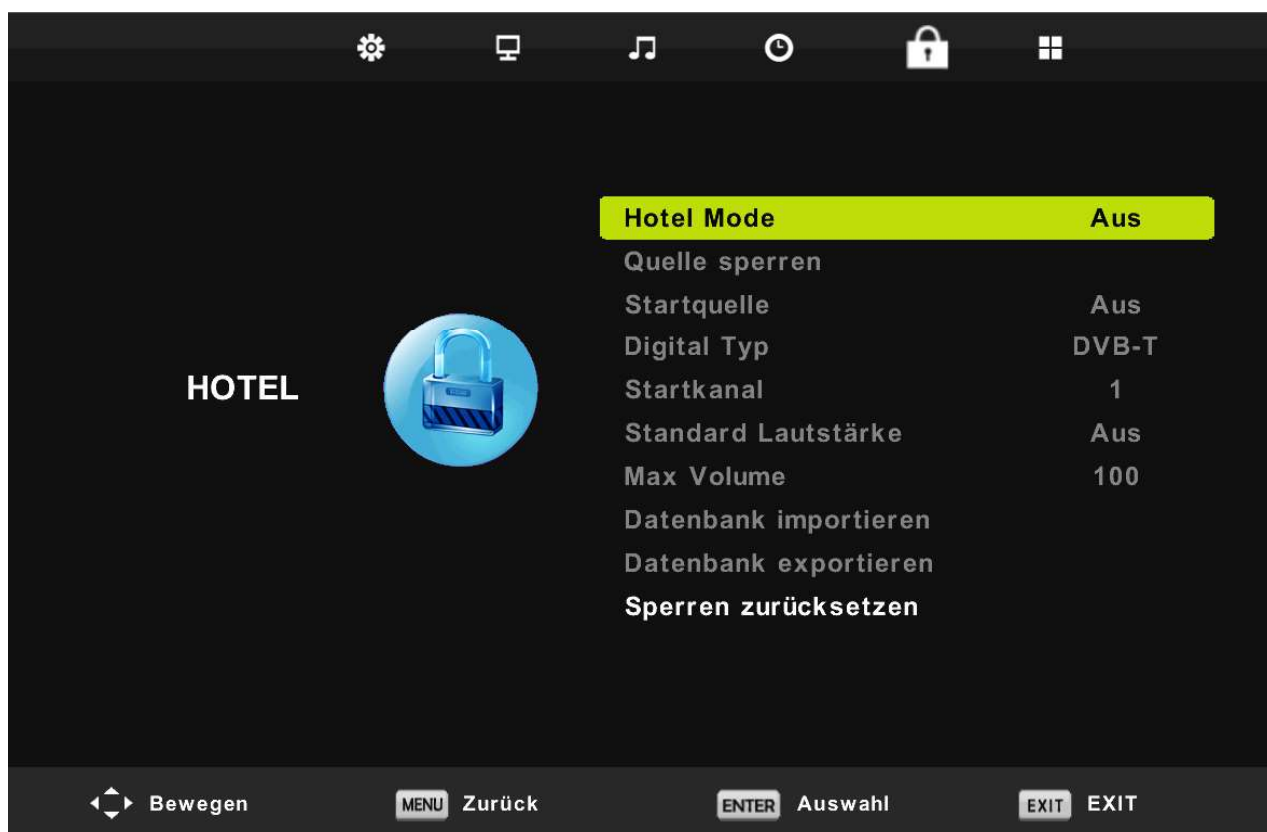 Hotel Mode Aus
Quelle sperren
Startquelle Aus
Digital Typ DVB-T
HOTEL
Startkanal 1
Standard Lautstärke Aus
Max Volume 100
Datenbank importieren
Datenbank exportieren
Sperren zurücksetzen
Bewegen MENU Zurück ENTER Auswahl EXIT EXIT